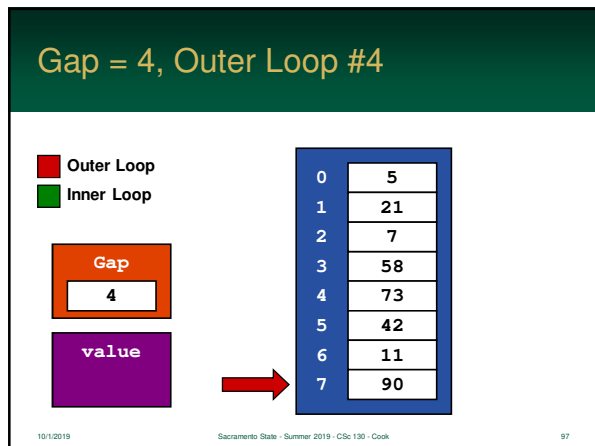 Gap = 4, Outer Loop #4
Outer Loop
Inner Loop
Gap
4
value
0 5
1 21
2 7
3 58
4 73
5 42
6 11
7 90
10/1/2019 Sacramento State - Summer 2019 - CSc 130 - Cook 97